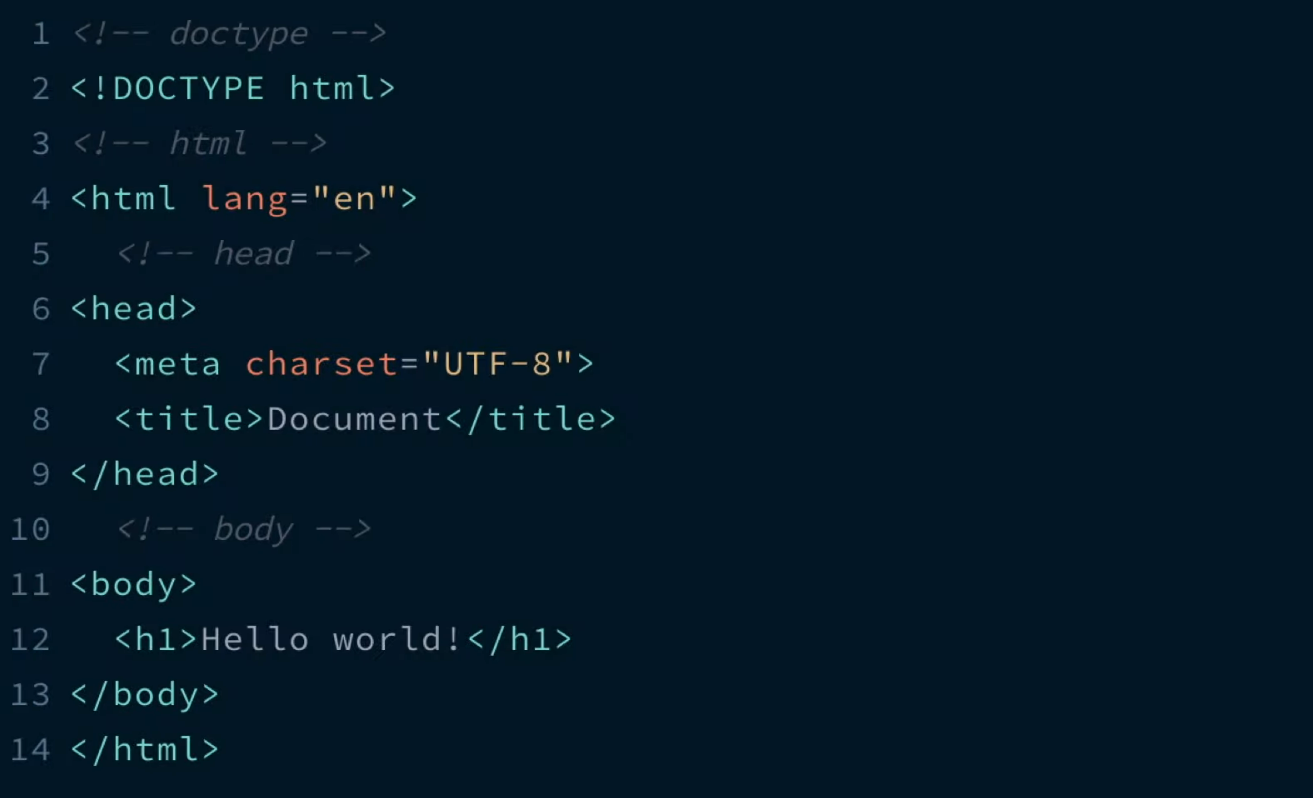 1 <!-- doctype -->
2 <!DOCTYPE html>
3 <!-- html -->
4 <html lang="en">
5   <!-- head -->
6 <head>
7   <meta charset="UTF-8">
8   <title>Document</title>
9 </head>
10   <!-- body -->
11 <body>
12   <h1>Hello world!</h1>
13 </body>
14 </html>